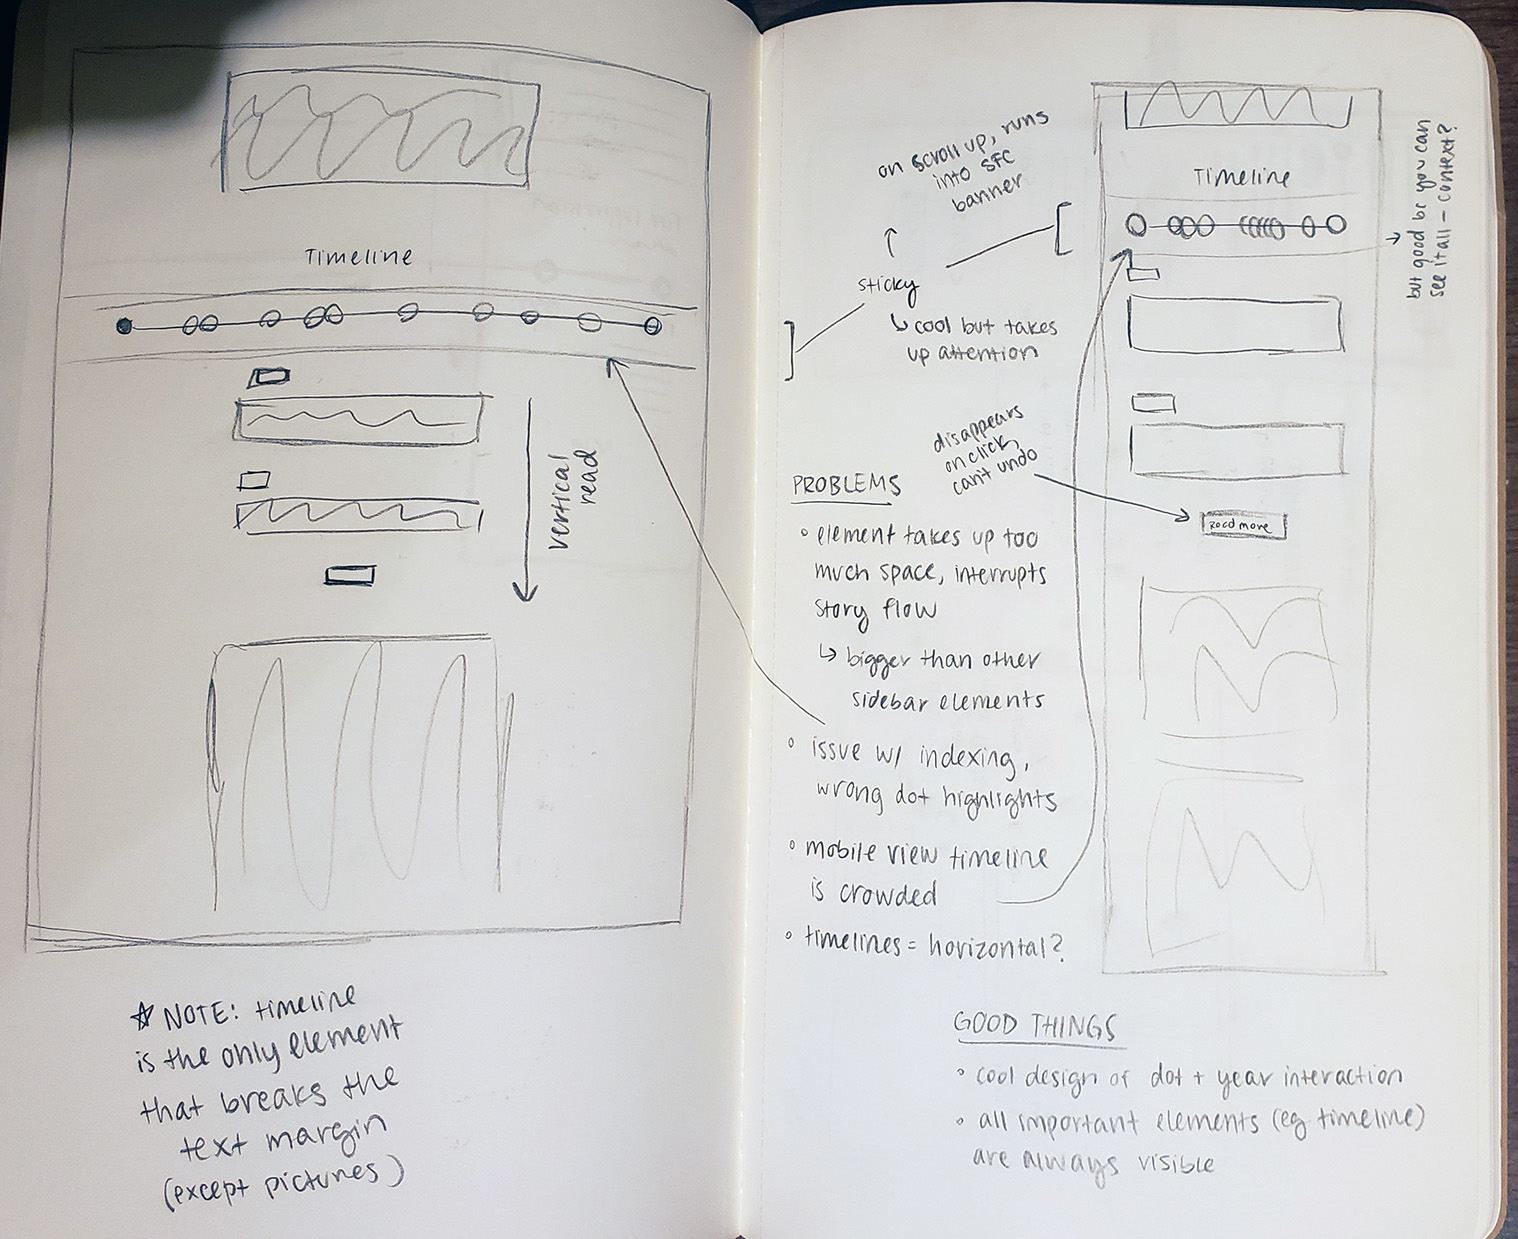 Timeline
vertical
read
☆ NOTE: timeline
is the only element
that breaks the
text margin
(except pictures)
on scroll up, runs
into SFC
banner
↑
sticky
↳ cool but takes
up attention
disappears
on click,
can't undo
PROBLEMS
◦ element takes up too
much space, interrupts
story flow
↳ bigger than other
sidebar elements
◦ issue w/ indexing,
wrong dot highlights
◦ mobile view timeline
is crowded
◦ timelines = horizontal?
Timeline
read more
but good bc you can
see it all - context?
GOOD THINGS
◦ cool design of dot + year interaction
◦ all important elements (eg timeline)
are always visible